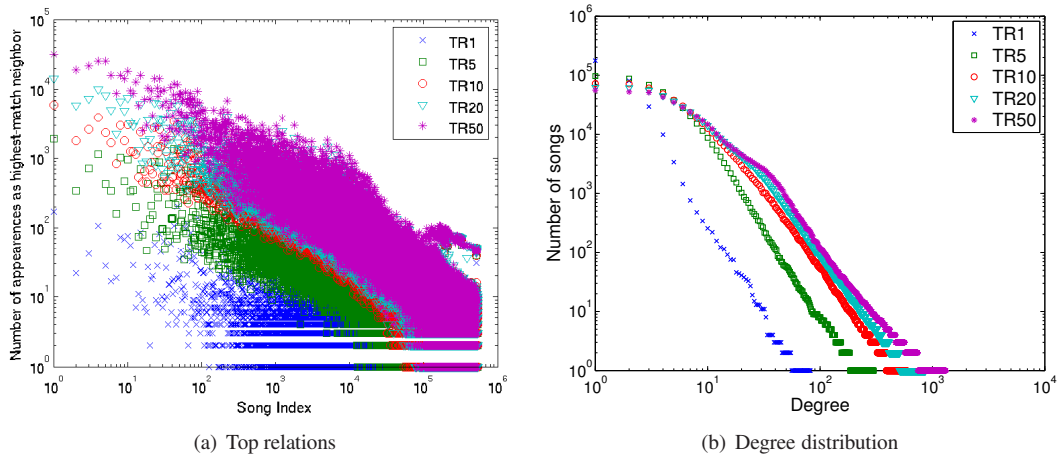 10^5
10^4
10^3
10^2
10^1
10^0
Number of appearences as highest-match neighbor
TR1
TR5
TR10
TR20
TR50
10^0 10^1 10^2 10^3 10^4 10^5 10^6
Song Index
(a) Top relations
10^6
10^5
10^4
10^3
10^2
10^1
10^0
Number of songs
TR1
TR5
TR10
TR20
TR50
10^0 10^1 10^2 10^3 10^4
Degree
(b) Degree distribution